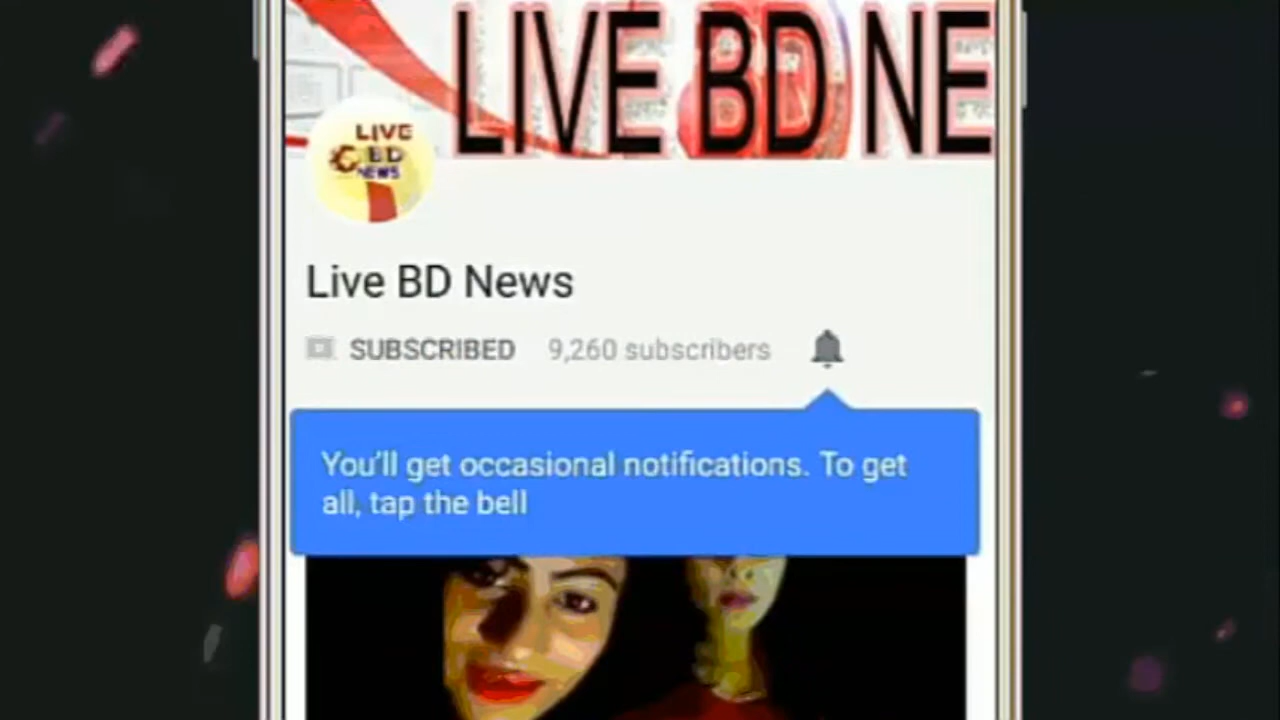 LIVE BD NE
LIVE
BD
NEWS
Live BD News
SUBSCRIBED 9,260 subscribers
You'll get occasional notifications. To get
all, tap the bell